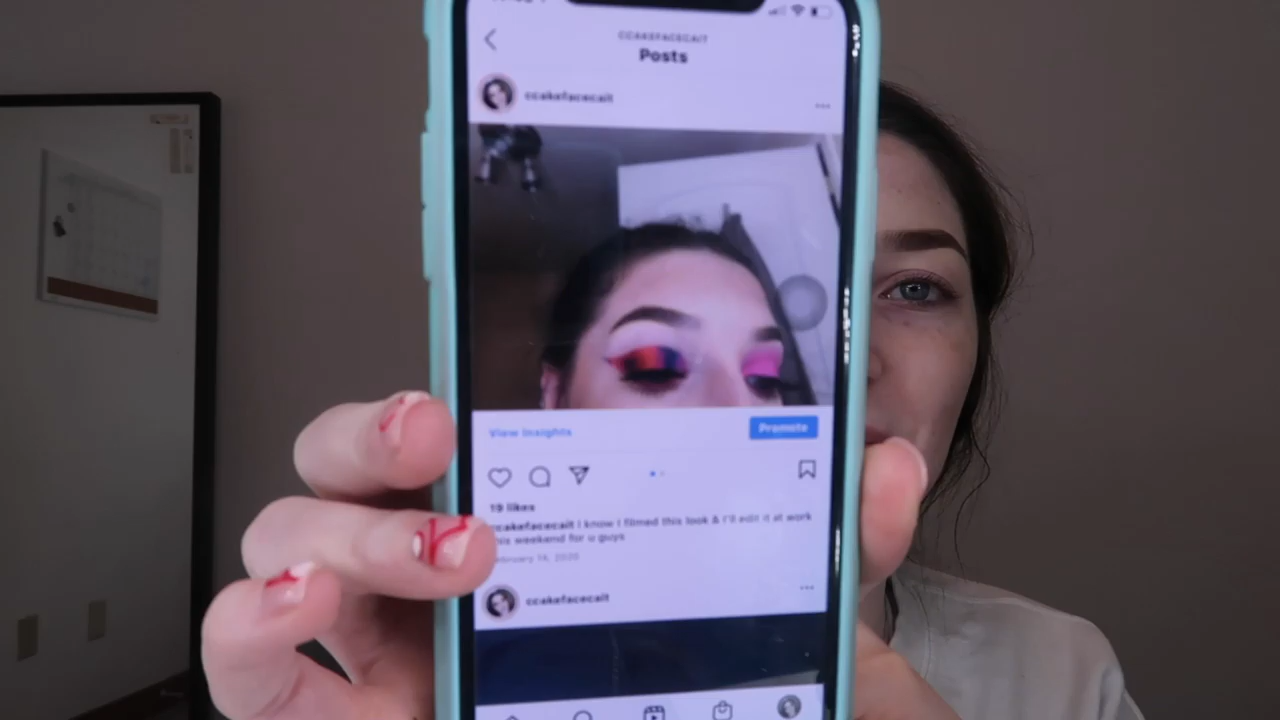 CCAKEFACECAIT
Posts
ccakefacecait
View Insights
Promote
19 likes
ccakefacecait I know I filmed this look & I'll edit it at work
this weekend for u guys
February 14, 2020
ccakefacecait